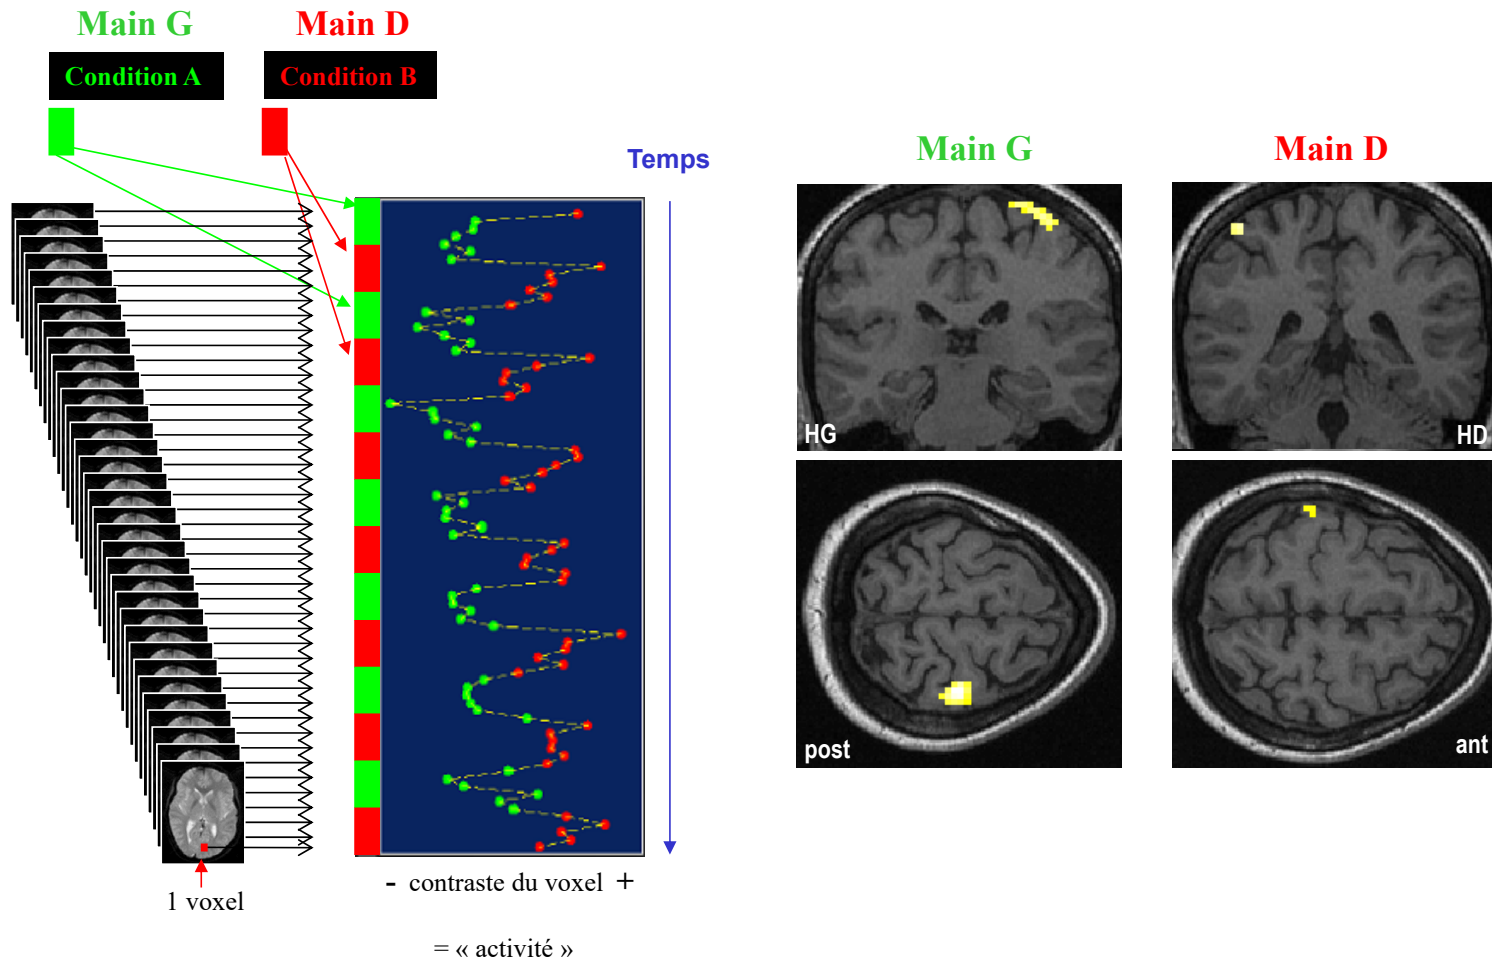 Main G
Main D
Condition A
Condition B
Temps
- contraste du voxel +
= « activité »
1 voxel
Main G
Main D
HG
HD
post
ant